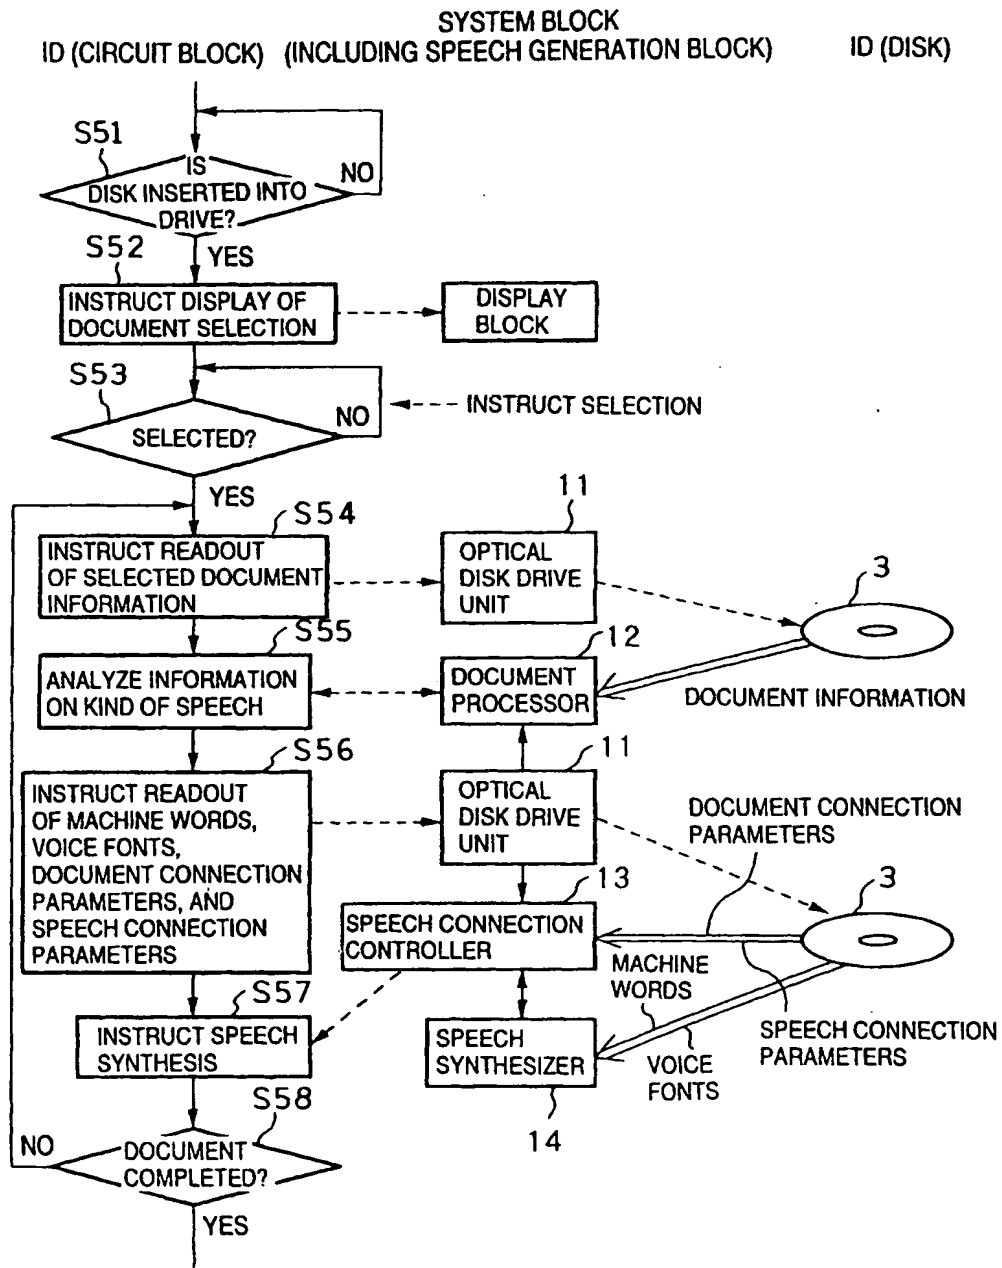 SYSTEM BLOCK
ID (CIRCUIT BLOCK) (INCLUDING SPEECH GENERATION BLOCK) ID (DISK)
S51
IS
DISK INSERTED INTO
DRIVE?
NO
YES
S52
INSTRUCT DISPLAY OF
DOCUMENT SELECTION
DISPLAY
BLOCK
S53
SELECTED?
NO
INSTRUCT SELECTION
YES
S54
INSTRUCT READOUT
OF SELECTED DOCUMENT
INFORMATION
11
OPTICAL
DISK DRIVE
UNIT
3
S55
ANALYZE INFORMATION
ON KIND OF SPEECH
12
DOCUMENT
PROCESSOR
DOCUMENT INFORMATION
S56
INSTRUCT READOUT
OF MACHINE WORDS,
VOICE FONTS,
DOCUMENT CONNECTION
PARAMETERS, AND
SPEECH CONNECTION
PARAMETERS
11
OPTICAL
DISK DRIVE
UNIT
DOCUMENT CONNECTION
PARAMETERS
13
SPEECH CONNECTION
CONTROLLER
3
MACHINE
WORDS
SPEECH CONNECTION
PARAMETERS
S57
INSTRUCT SPEECH
SYNTHESIS
SPEECH
SYNTHESIZER
14
VOICE
FONTS
S58
DOCUMENT
COMPLETED?
NO
YES